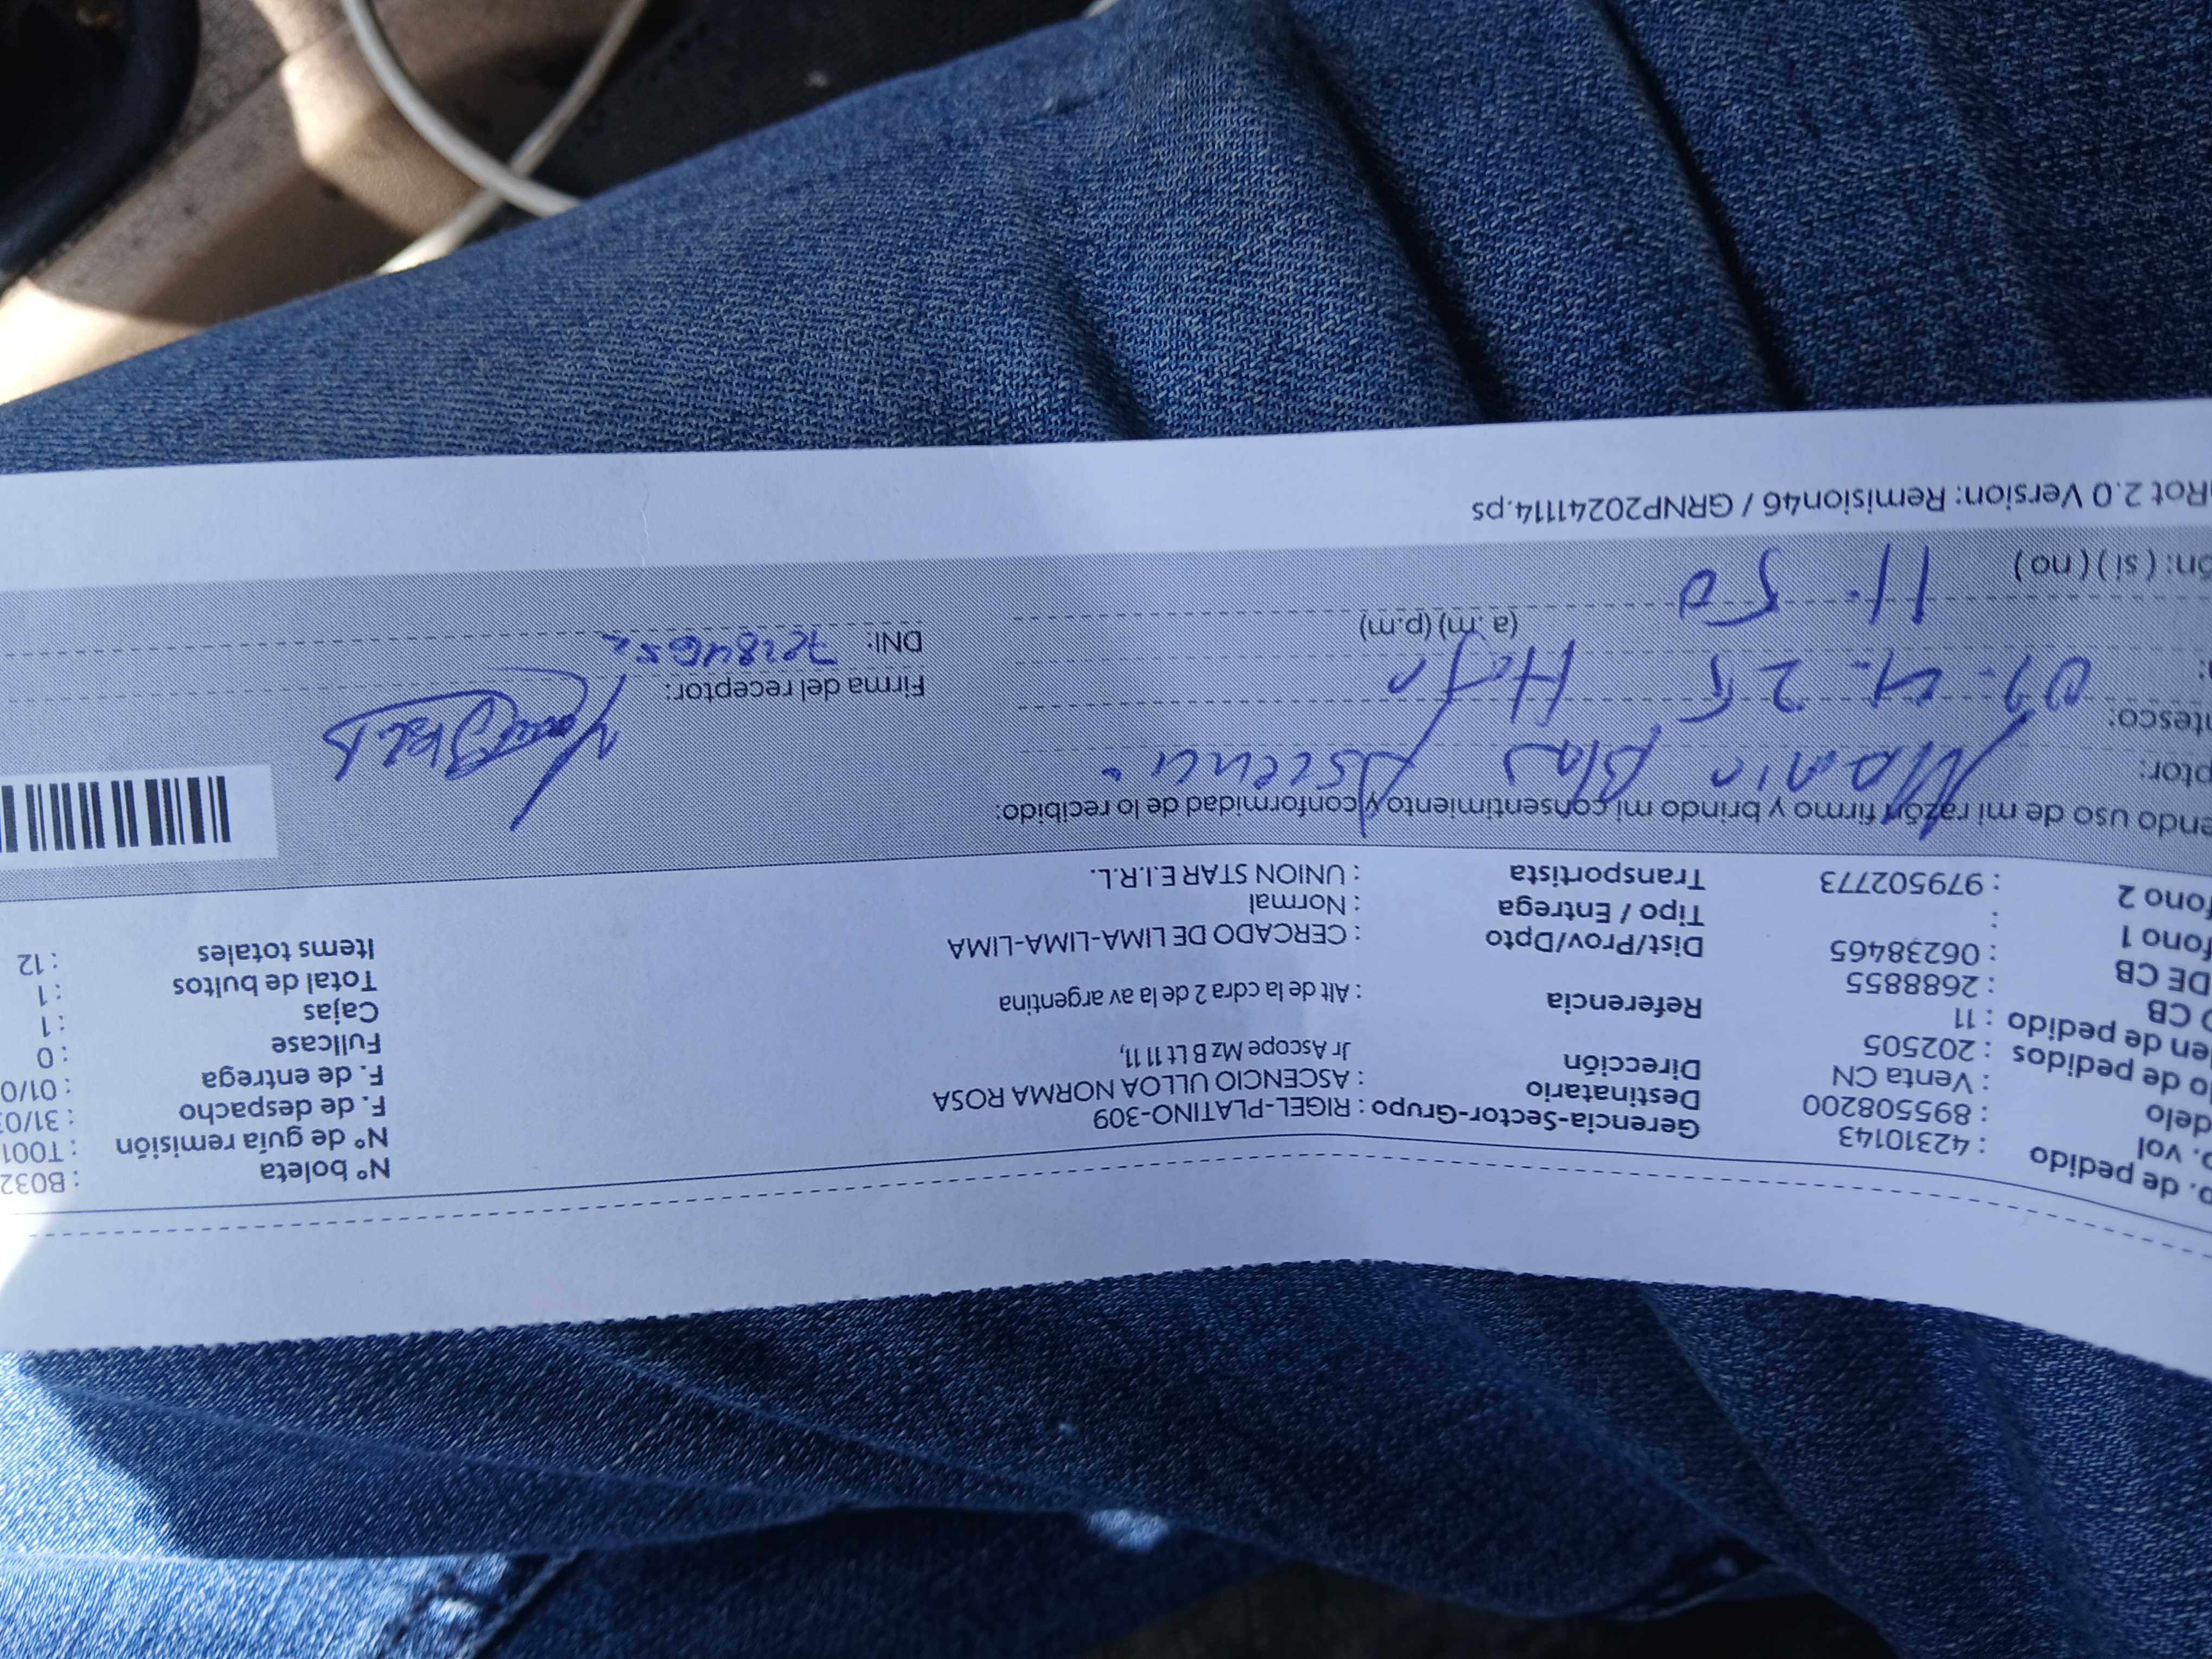 o. de pedido : 42310143
o. vol : 895508200
delo : Venta CN
o de pedidos : 202505
en de pedido : 11
o CB : 2688855
DE CB : 06238465
fono 1 :
fono 2 : 979502773
Gerencia-Sector-Grupo : RIGEL-PLATINO-309
Destinatario : ASCENCIO ULLOA NORMA ROSA
Dirección Jr Ascope Mz B Lt 11 11,
Referencia : Alt de la cdra 2 de la av argentina
Dist/Prov/Dpto : CERCADO DE LIMA-LIMA-LIMA
Tipo / Entrega : Normal
Transportista : UNION STAR E.I.R.L.
N° boleta : B032
N° de guía remisión : T001
F. de despacho : 31/03
F. de entrega : 01/0
Fullcase : 0
Cajas : 1
Total de bultos : 1
Items totales : 12
endo uso de mi razón firmo y brindo mi consentimiento y conformidad de lo recibido:
ptor: Blas
ntesco:
(a.m) (p.m)
ón: ( si ) ( no ) 11:50
Firma del receptor:
DNI:
Rot 2.0 Version: Remision46 / GRNP20241114.ps